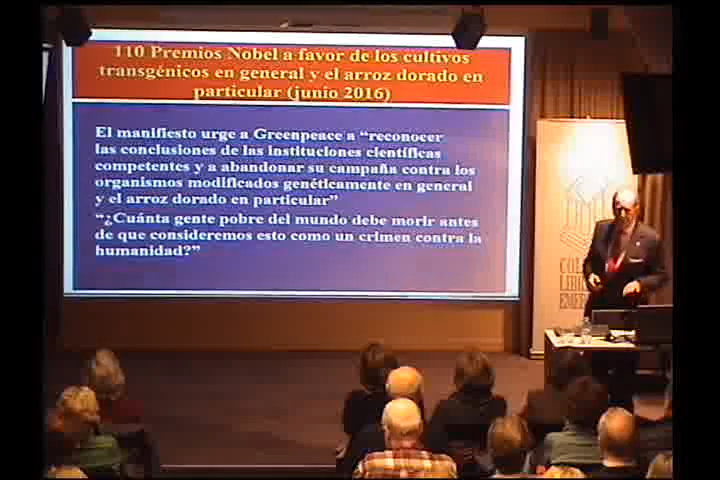 110 Premios Nobel a favor de los cultivos
transgénicos en general y el arroz dorado en
particular (junio 2016)
El manifiesto urge a Greenpeace a “reconocer
las conclusiones de las instituciones científicas
competentes y a abandonar su campaña contra los
organismos modificados genéticamente en general
y el arroz dorado en particular”
“¿Cuánta gente pobre del mundo debe morir antes
de que consideremos esto como un crimen contra la
humanidad?”